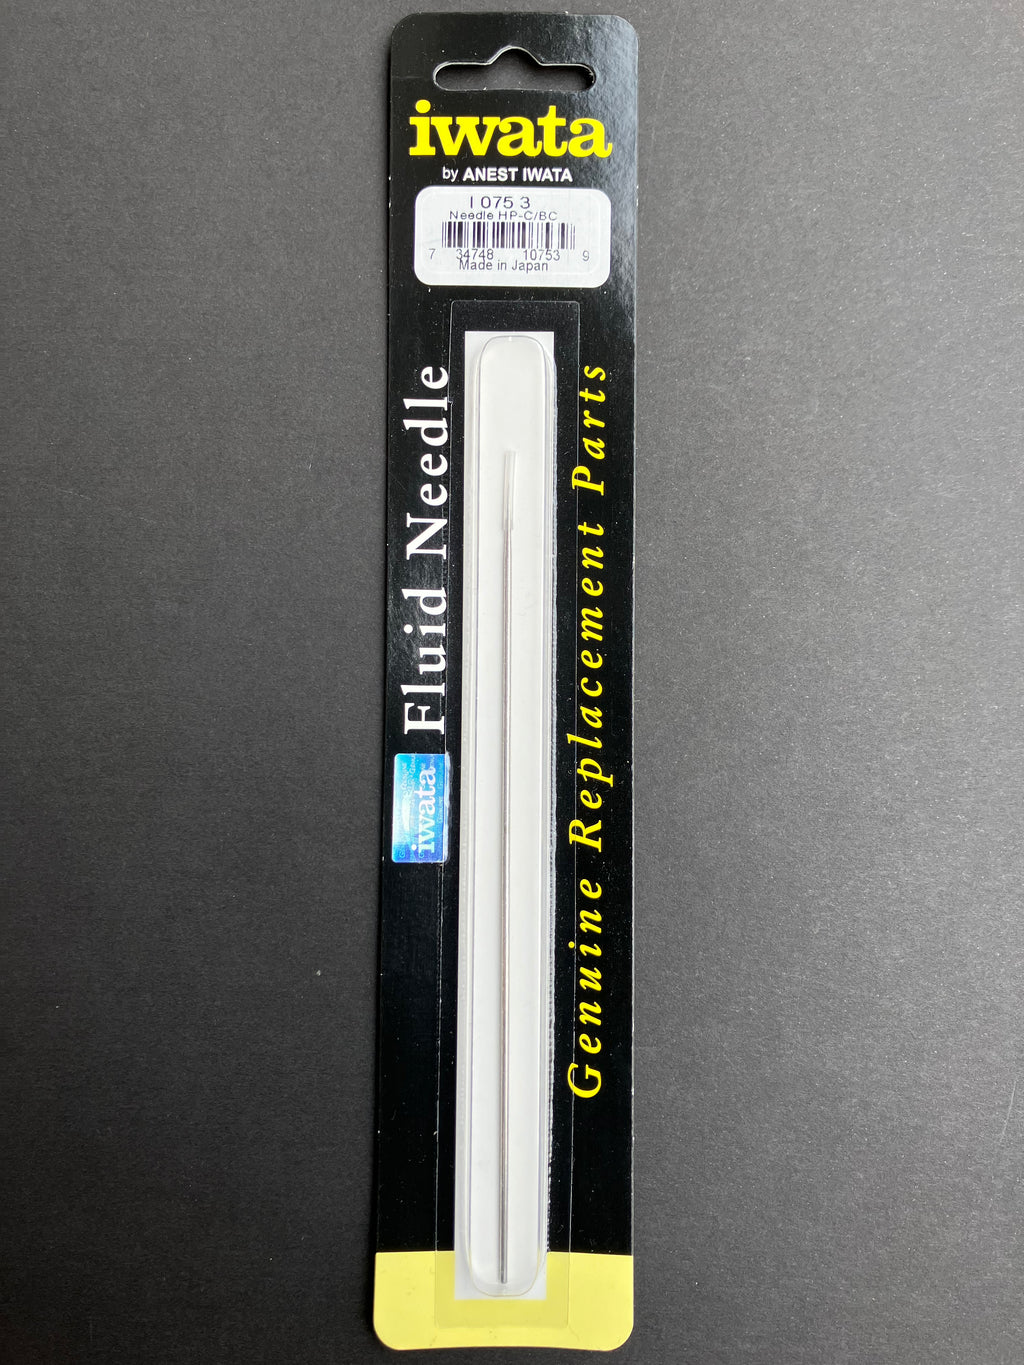 iwata
by ANEST IWATA
I 075 3
Needle HP-C/BC
7 34748 10753 9
Made in Japan
Fluid Needle
iwata
Genuine Replacement Parts